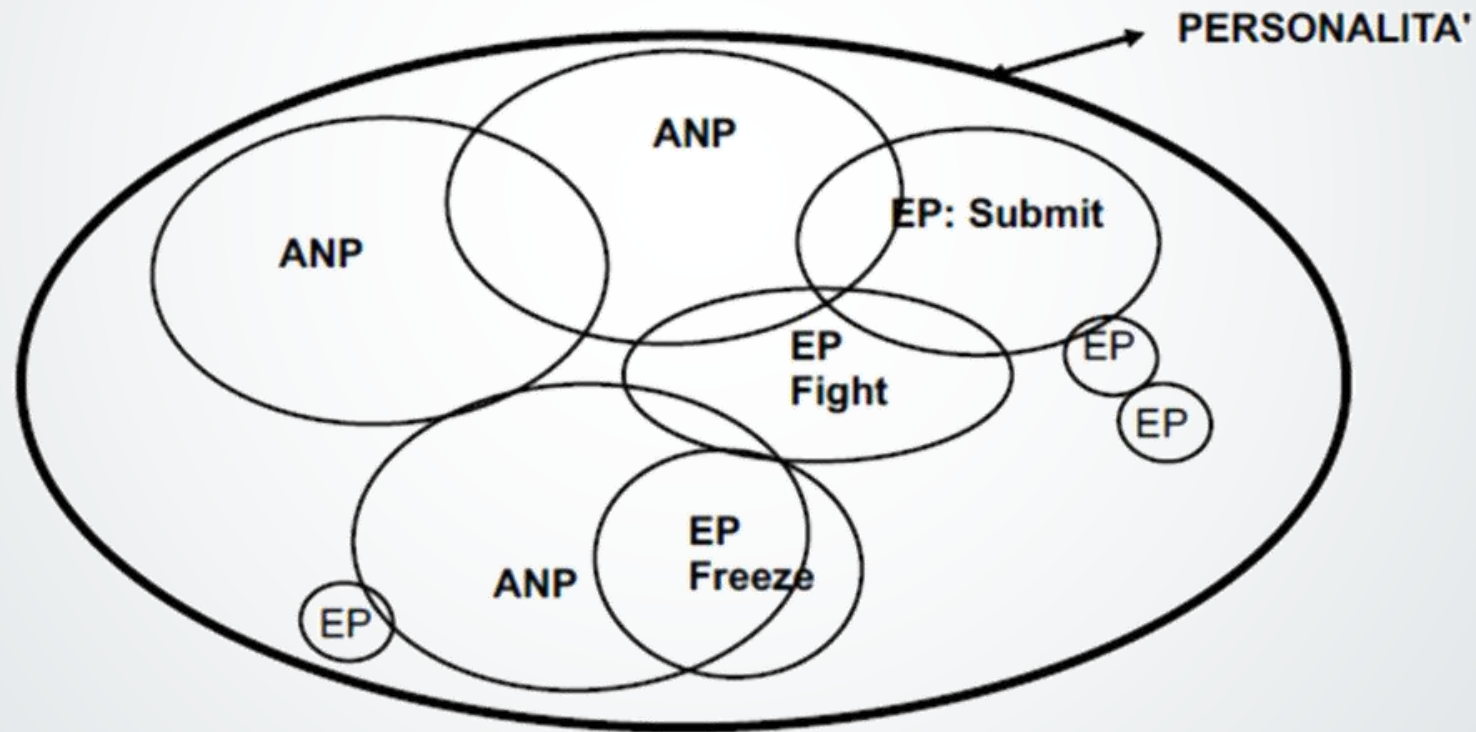 PERSONALITA'
ANP
ANP
EP: Submit
EP
Fight
EP
EP
EP
Freeze
ANP
EP